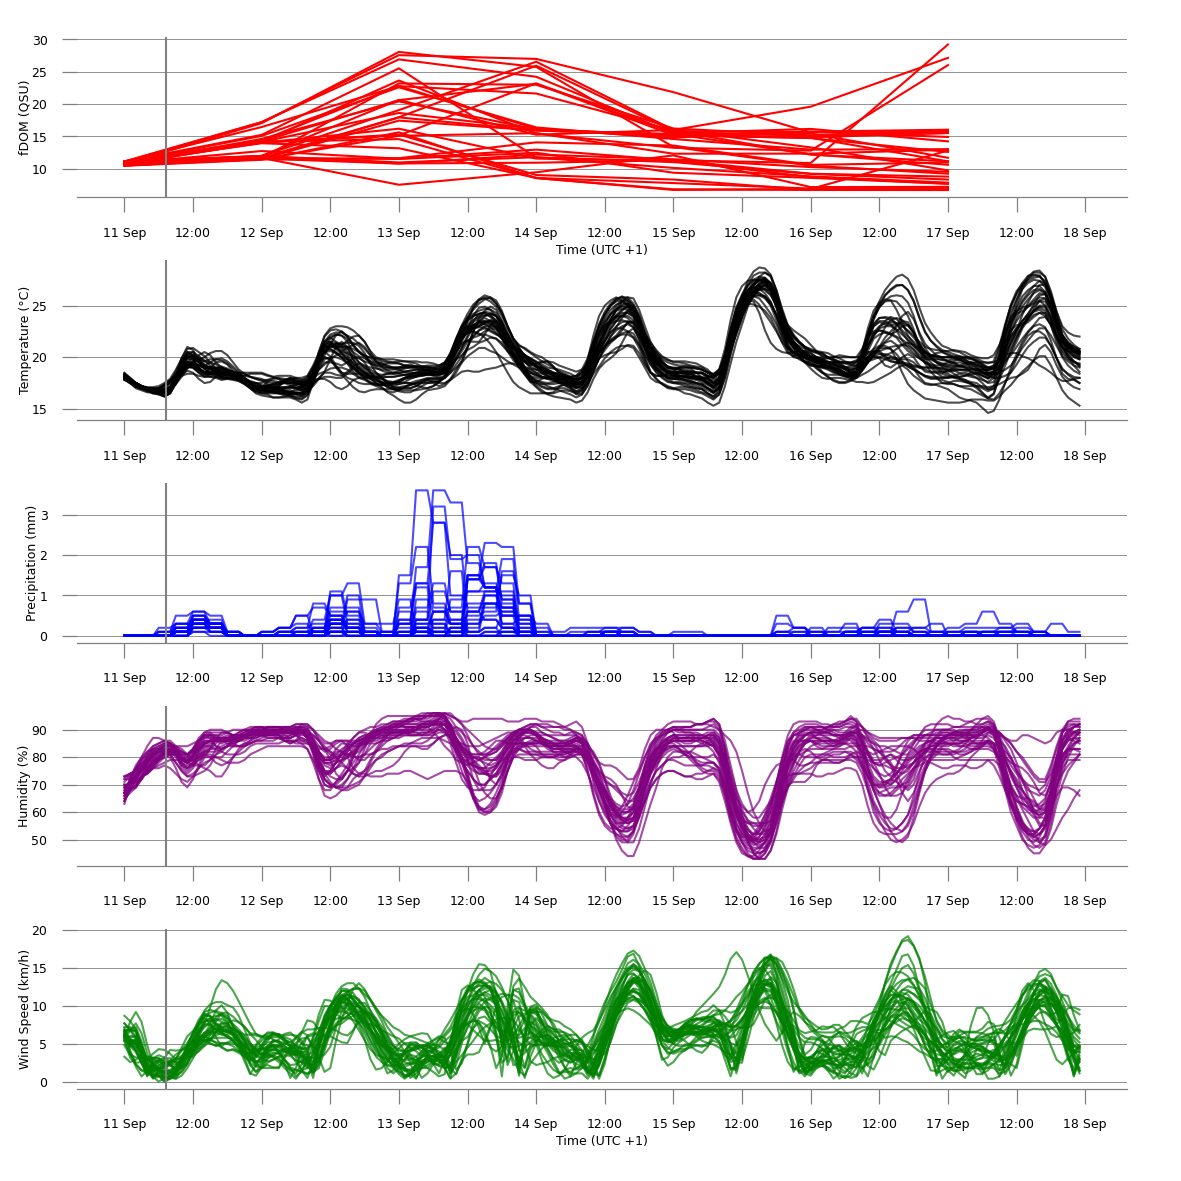 fDOM (QSU)
30
25
20
15
10
11 Sep 12:00 12 Sep 12:00 13 Sep 12:00 14 Sep 12:00 15 Sep 12:00 16 Sep 12:00 17 Sep 12:00 18 Sep
Time (UTC +1)
Temperature (°C)
25
20
15
11 Sep 12:00 12 Sep 12:00 13 Sep 12:00 14 Sep 12:00 15 Sep 12:00 16 Sep 12:00 17 Sep 12:00 18 Sep
Precipitation (mm)
3
2
1
0
11 Sep 12:00 12 Sep 12:00 13 Sep 12:00 14 Sep 12:00 15 Sep 12:00 16 Sep 12:00 17 Sep 12:00 18 Sep
Humidity (%)
90
80
70
60
50
11 Sep 12:00 12 Sep 12:00 13 Sep 12:00 14 Sep 12:00 15 Sep 12:00 16 Sep 12:00 17 Sep 12:00 18 Sep
Wind Speed (km/h)
20
15
10
5
0
11 Sep 12:00 12 Sep 12:00 13 Sep 12:00 14 Sep 12:00 15 Sep 12:00 16 Sep 12:00 17 Sep 12:00 18 Sep
Time (UTC +1)